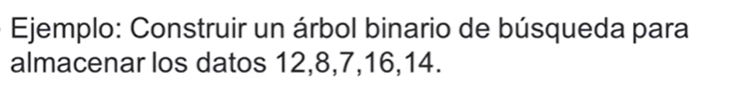 Ejemplo: Construir un árbol binario de búsqueda para
almacenar los datos 12,8,7,16,14.